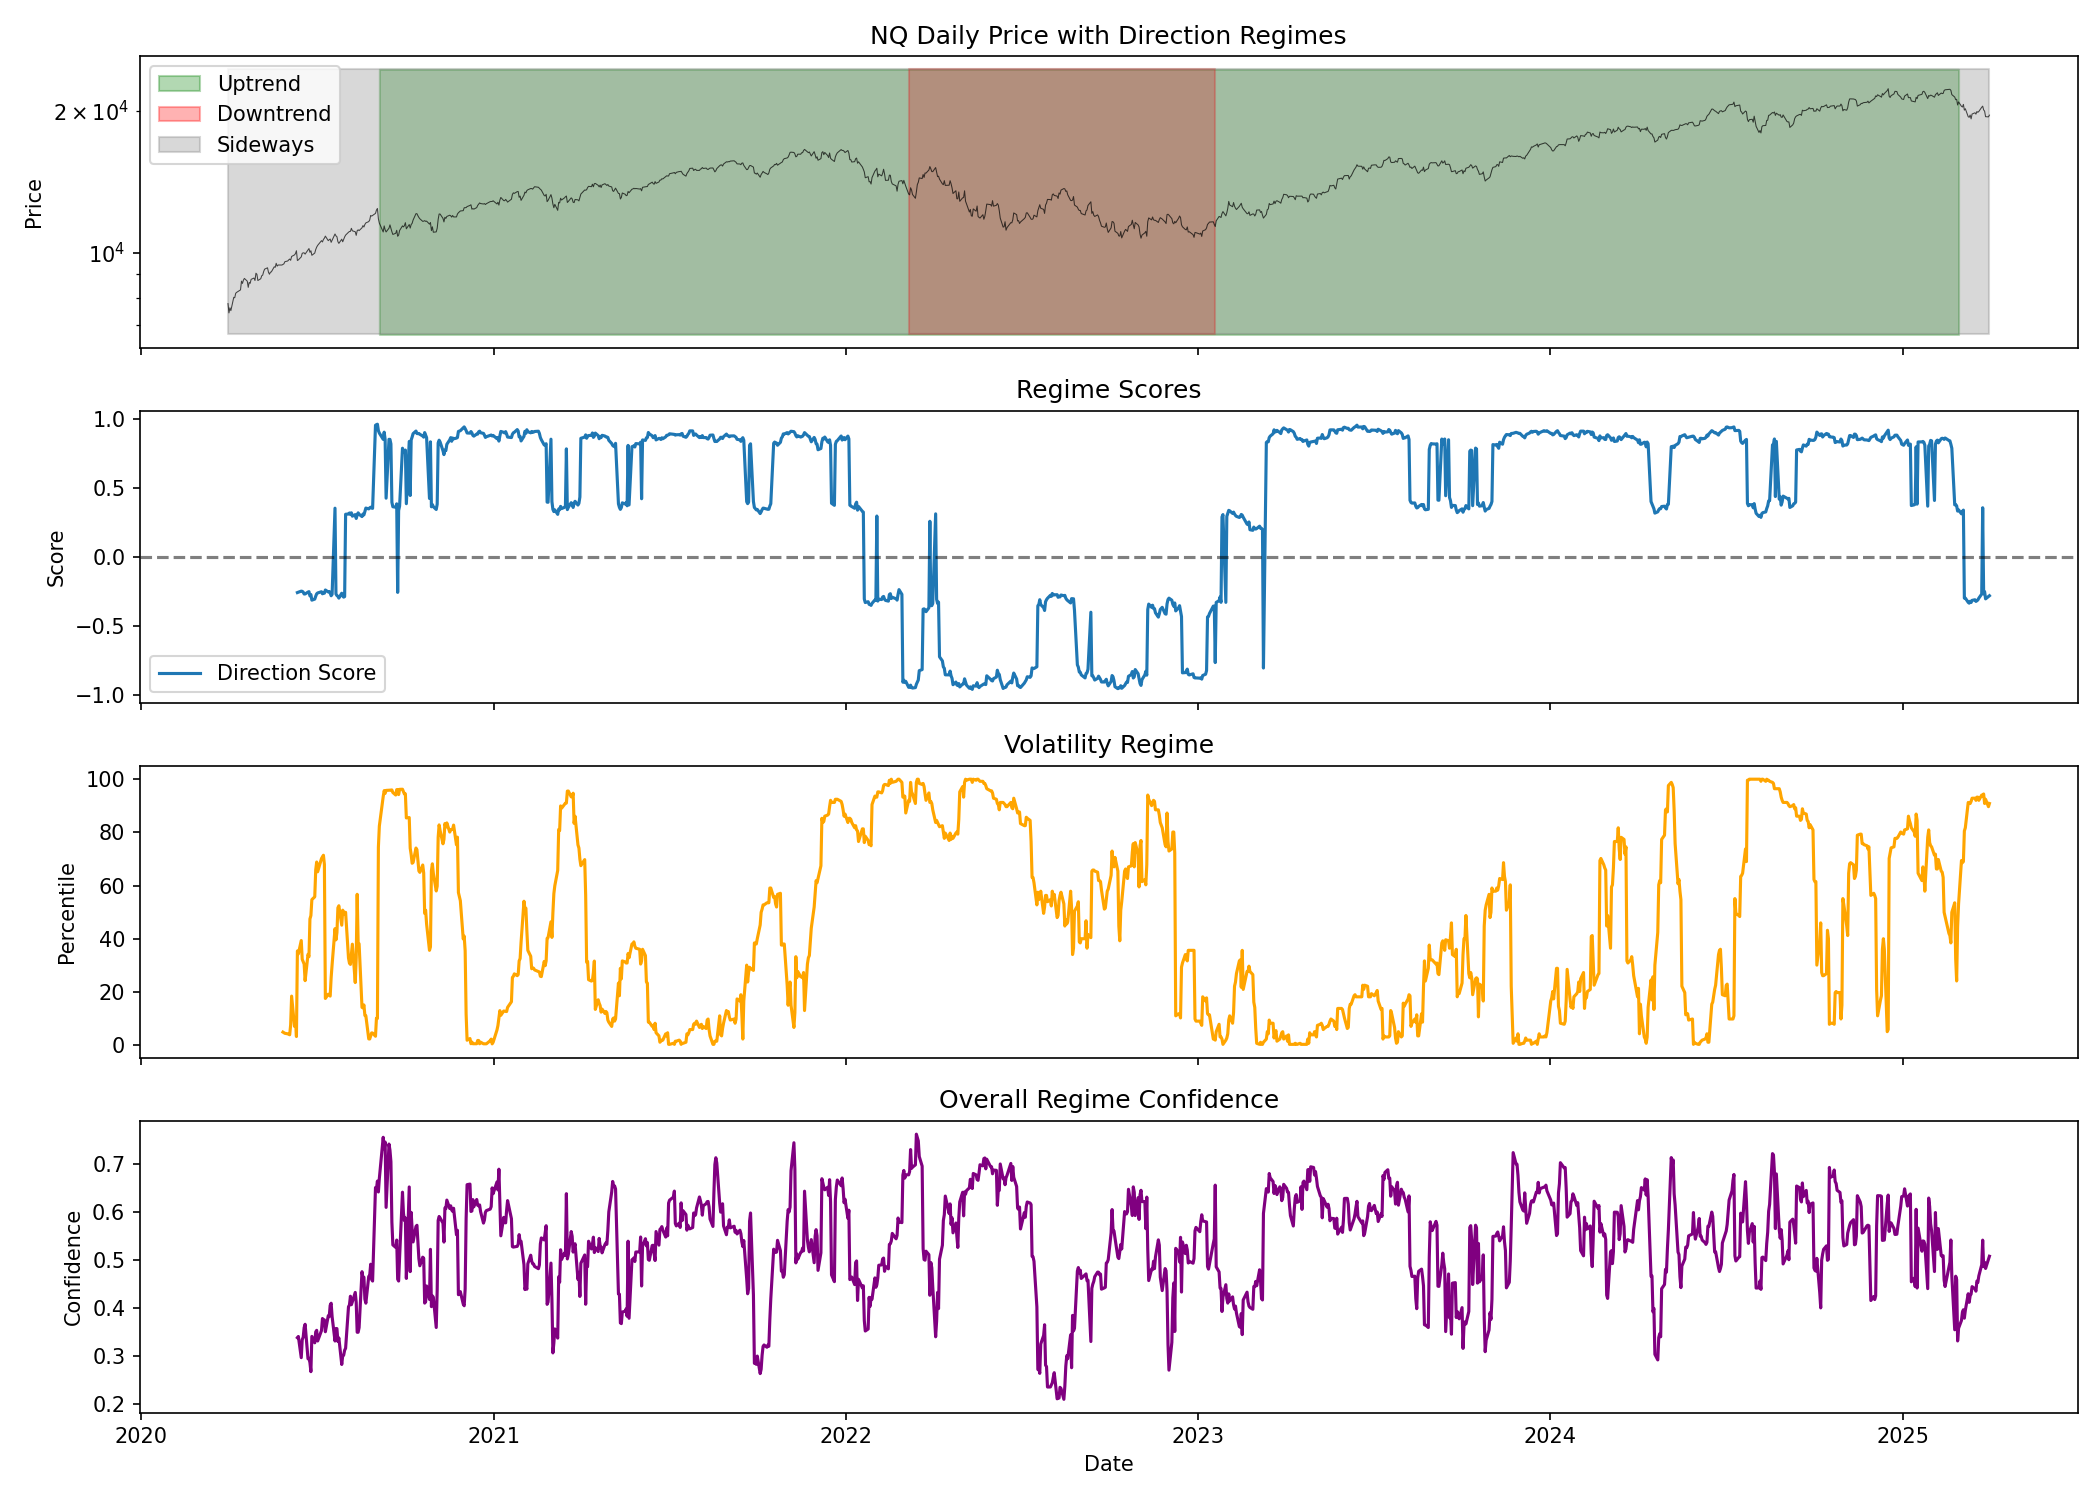 NQ Daily Price with Direction Regimes
Uptrend
Downtrend
Sideways
Price
2 × 10⁴
10⁴
Regime Scores
Score
1.0
0.5
0.0
−0.5
−1.0
Direction Score
Volatility Regime
Percentile
100
80
60
40
20
0
Overall Regime Confidence
Confidence
0.7
0.6
0.5
0.4
0.3
0.2
2020 2021 2022 2023 2024 2025
Date